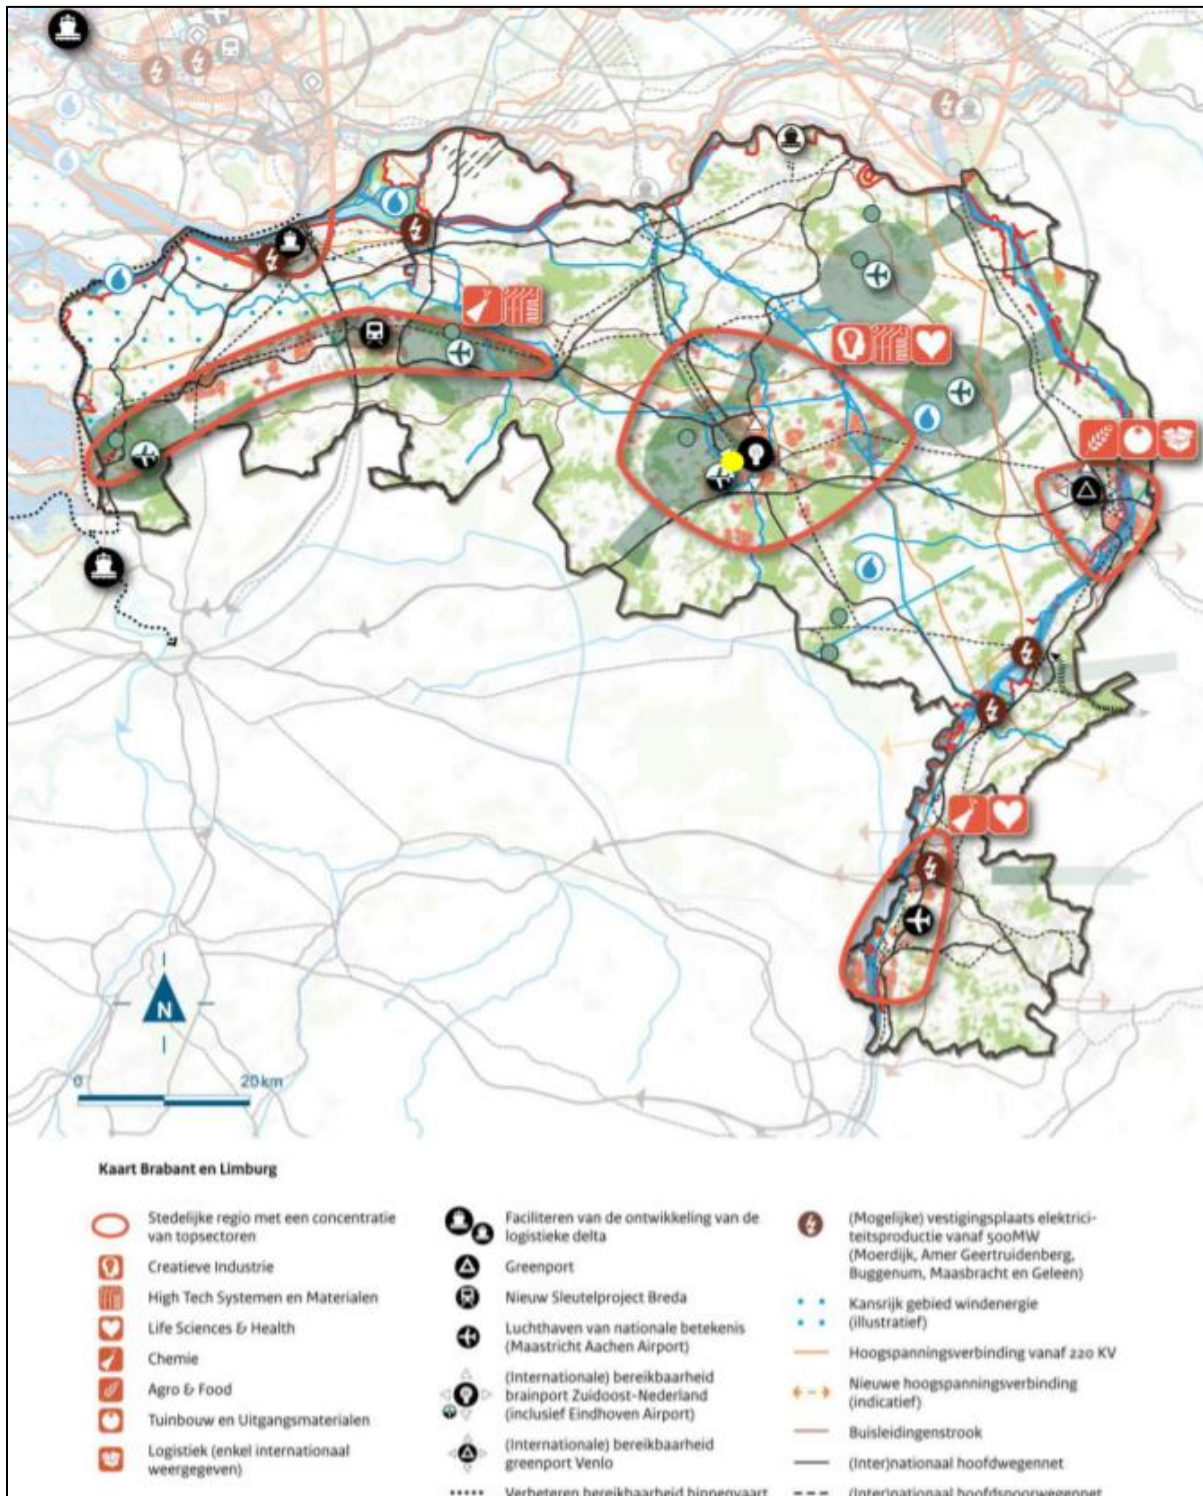 N
0
20 km
Kaart Brabant en Limburg
Stedelijke regio met een concentratie
van topsectoren
Creatieve Industrie
High Tech Systemen en Materialen
Life Sciences & Health
Chemie
Agro & Food
Tuinbouw en Uitgangsmaterialen
Logistiek (enkel internationaal
weergegeven)
Faciliteren van de ontwikkeling van de
logistieke delta
Greenport
Nieuw Sleutelproject Breda
Luchthaven van nationale betekenis
(Maastricht Aachen Airport)
(Internationale) bereikbaarheid
brainport Zuidoost-Nederland
(inclusief Eindhoven Airport)
(Internationale) bereikbaarheid
greenport Venlo
Verbeteren bereikbaarheid binnenvaart
(Mogelijke) vestigingsplaats elektrici-
teitsproductie vanaf 500MW
(Moerdijk, Amer Geertruidenberg,
Buggenum, Maasbracht en Geleen)
Kansrijk gebied windenergie
(illustratief)
Hoogspanningsverbinding vanaf 220 KV
Nieuwe hoogspanningsverbinding
(indicatief)
Buisleidingenstrook
(Inter)nationaal hoofdwegennet
(Inter)nationaal hoofdspoorwegennet